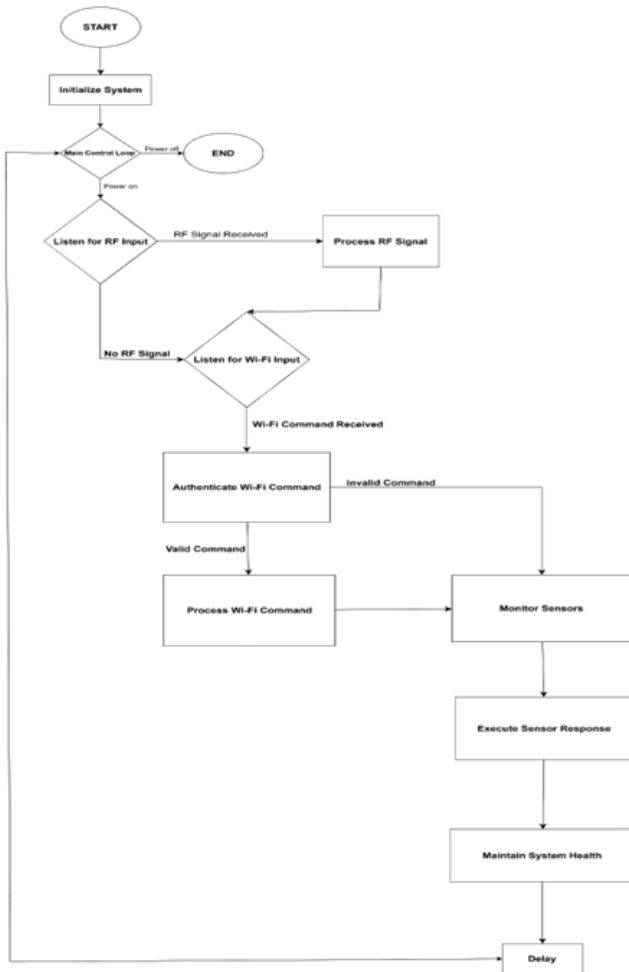 START
Initialize System
Main Control Loop
Power off
END
Power on
Listen for RF Input
RF Signal Received
Process RF Signal
No RF Signal
Listen for Wi-Fi Input
Wi-Fi Command Received
Authenticate Wi-Fi Command
invalid Command
Valid Command
Process Wi-Fi Command
Monitor Sensors
Execute Sensor Response
Maintain System Health
Delay